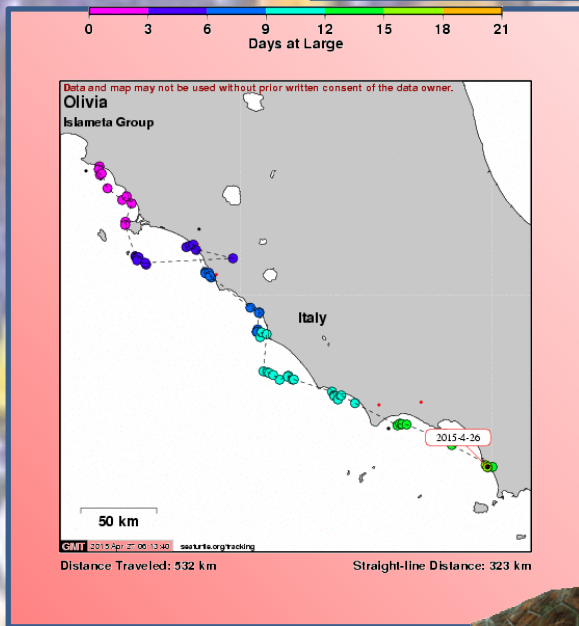 0 3 6 9 12 15 18 21
Days at Large
Data and map may not be used without prior written consent of the data owner.
Olivia
Islameta Group
Italy
2015-4-26
50 km
GMT 2015 Apr 27 06:13:40 seaturtle.org/tracking
Distance Traveled: 532 km Straight-line Distance: 323 km